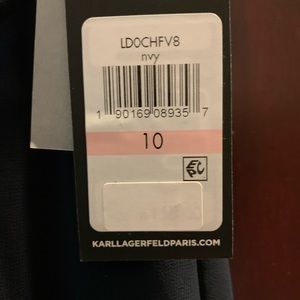 LD0CHFV8
nvy
1 90169 08935 7
10
KARLLAGERFELDPARIS.COM